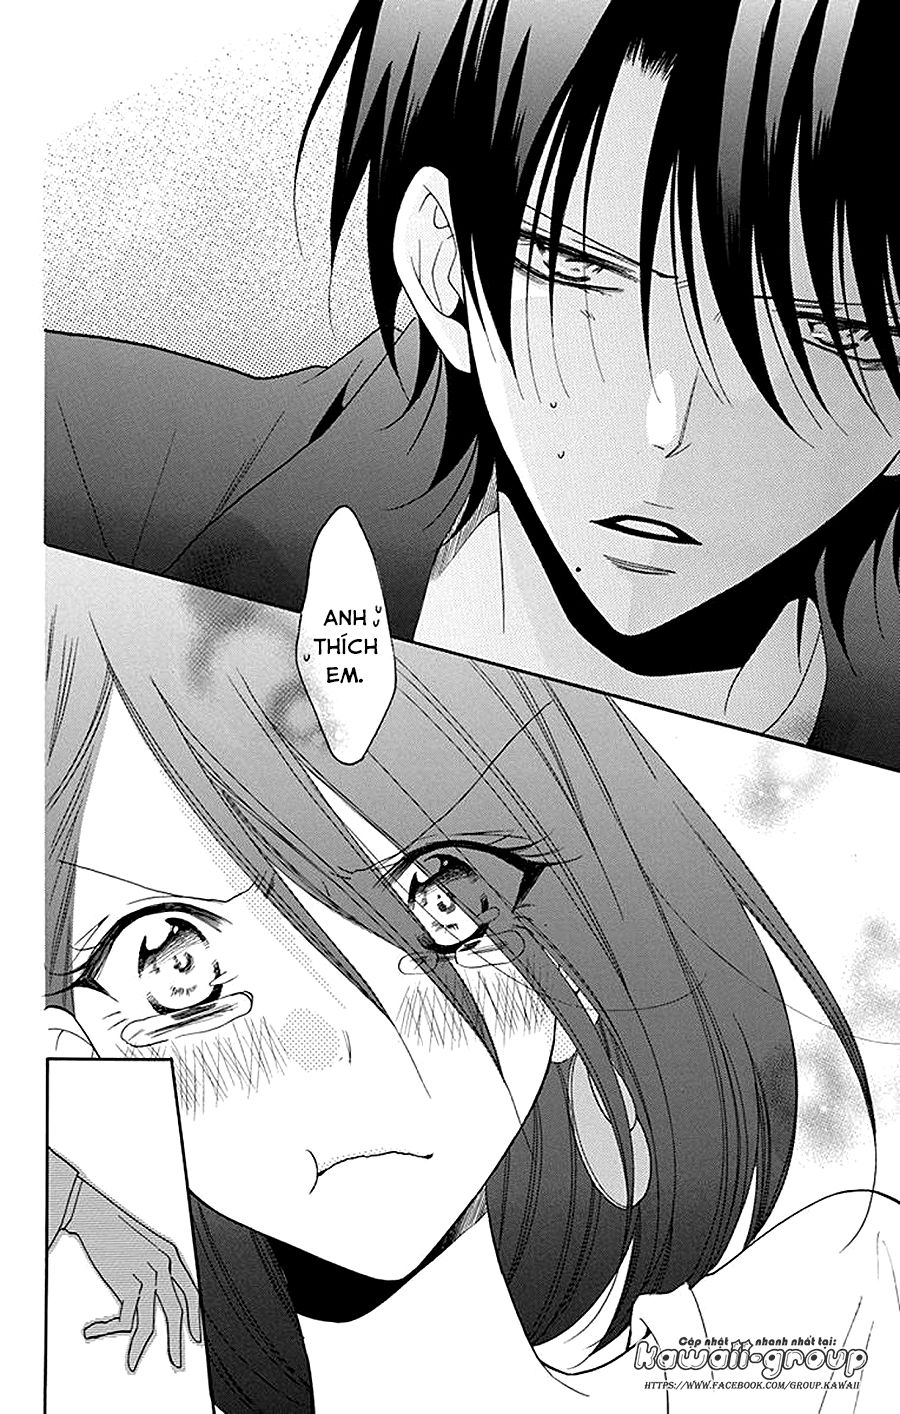 ANH
THÍCH
EM.
Cập nhật nhanh nhất tại:
kawaii-group
HTTPS://WWW.FACEBOOK.COM/GROUP.KAWAII